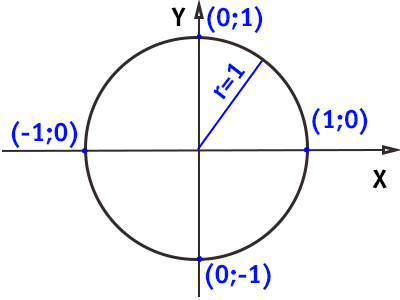 Y
(0;1)
r=1
(-1;0)
(1;0)
X
(0;-1)